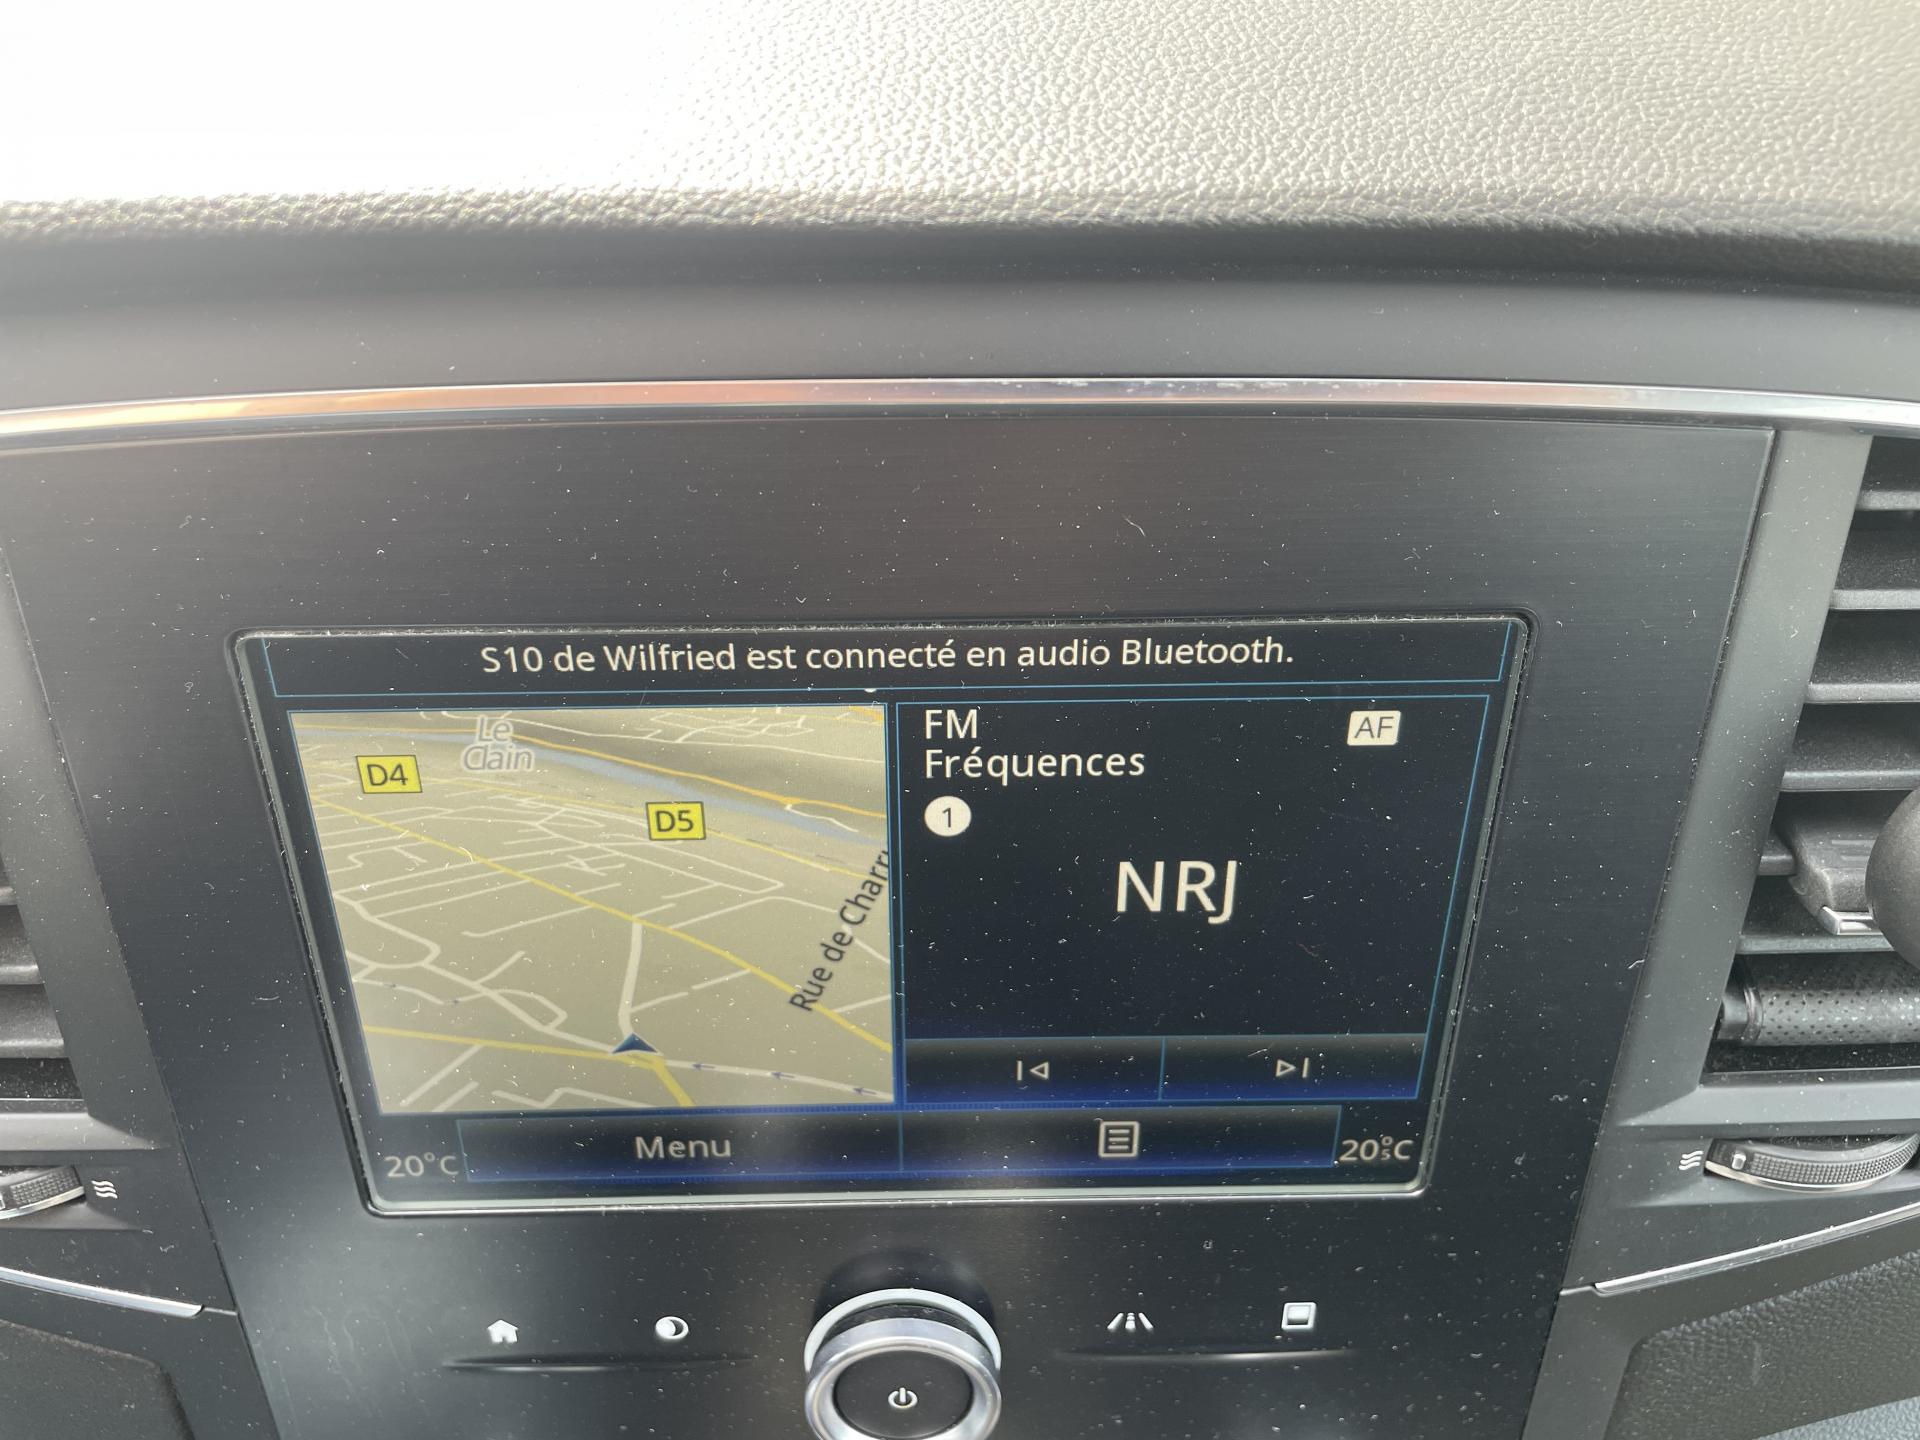 S10 de Wilfried est connecté en audio Bluetooth.
Le
Clain
D4
D5
Rue de Charr
FM
AF
Fréquences
1
NRJ
20°C
Menu
20°5C